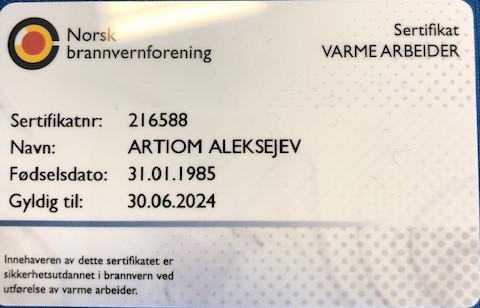 Norsk
brannvernforening
Sertifikat
VARME ARBEIDER
Sertifikatnr: 216588
Navn: ARTIOM ALEKSEJEV
Fødselsdato: 31.01.1985
Gyldig til: 30.06.2024
Innehaveren av dette sertifikatet er
sikkerhetsutdannet i brannvern ved
utførelse av varme arbeider.